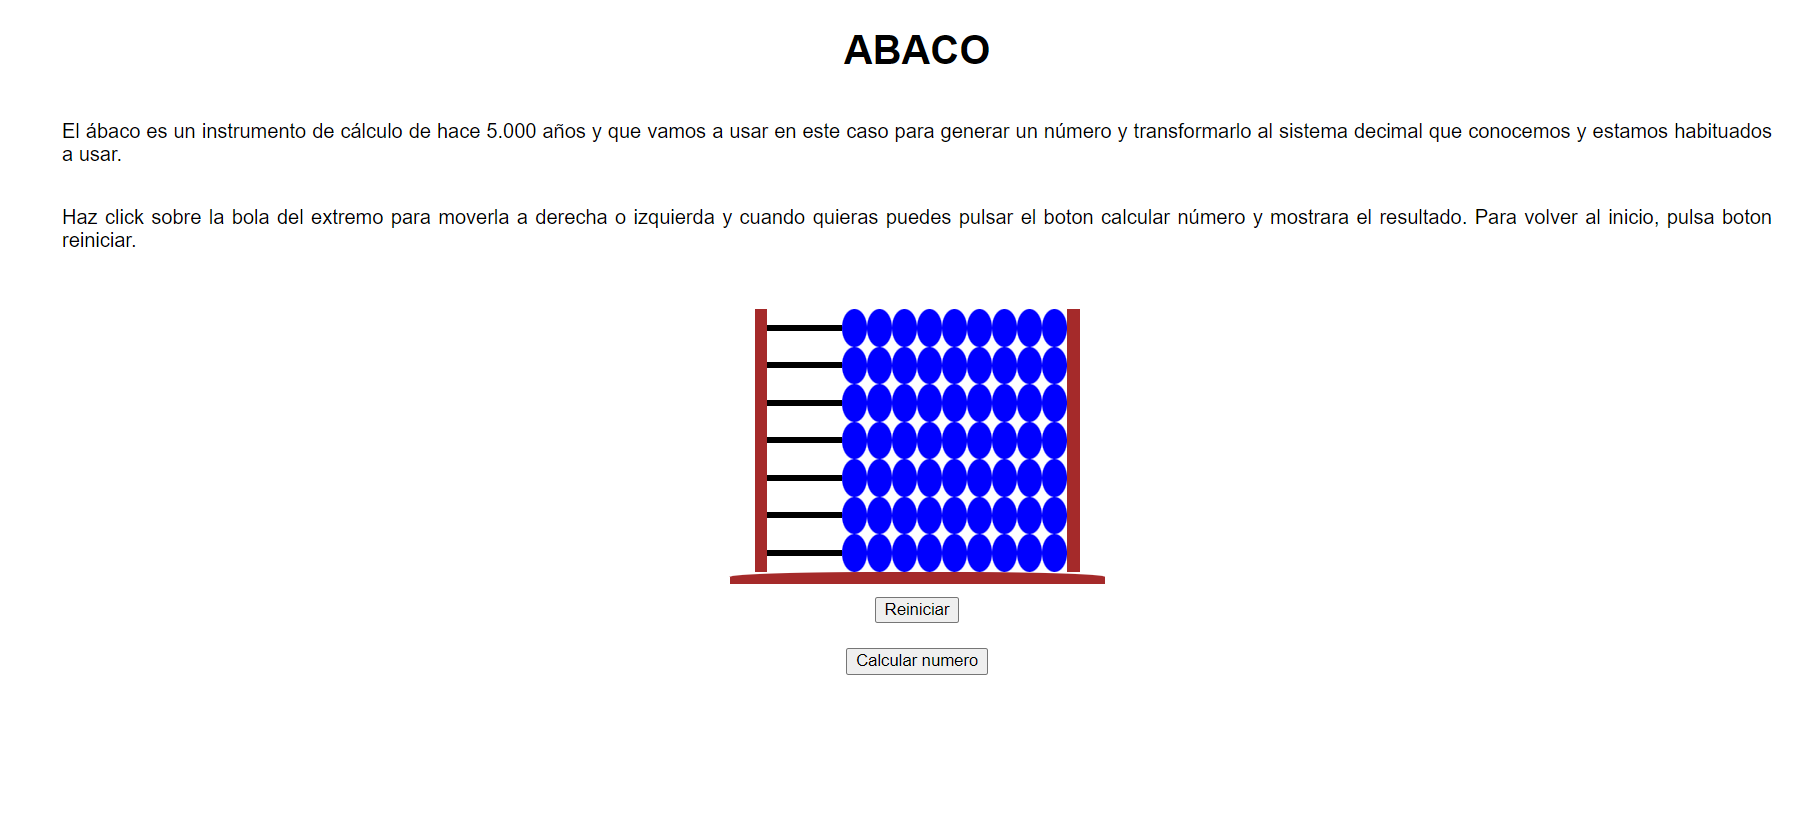 ABACO
El ábaco es un instrumento de cálculo de hace 5.000 años y que vamos a usar en este caso para generar un número y transformarlo al sistema decimal que conocemos y estamos habituados
a usar.
Haz click sobre la bola del extremo para moverla a derecha o izquierda y cuando quieras puedes pulsar el boton calcular número y mostrara el resultado. Para volver al inicio, pulsa boton
reiniciar.
Reiniciar
Calcular numero